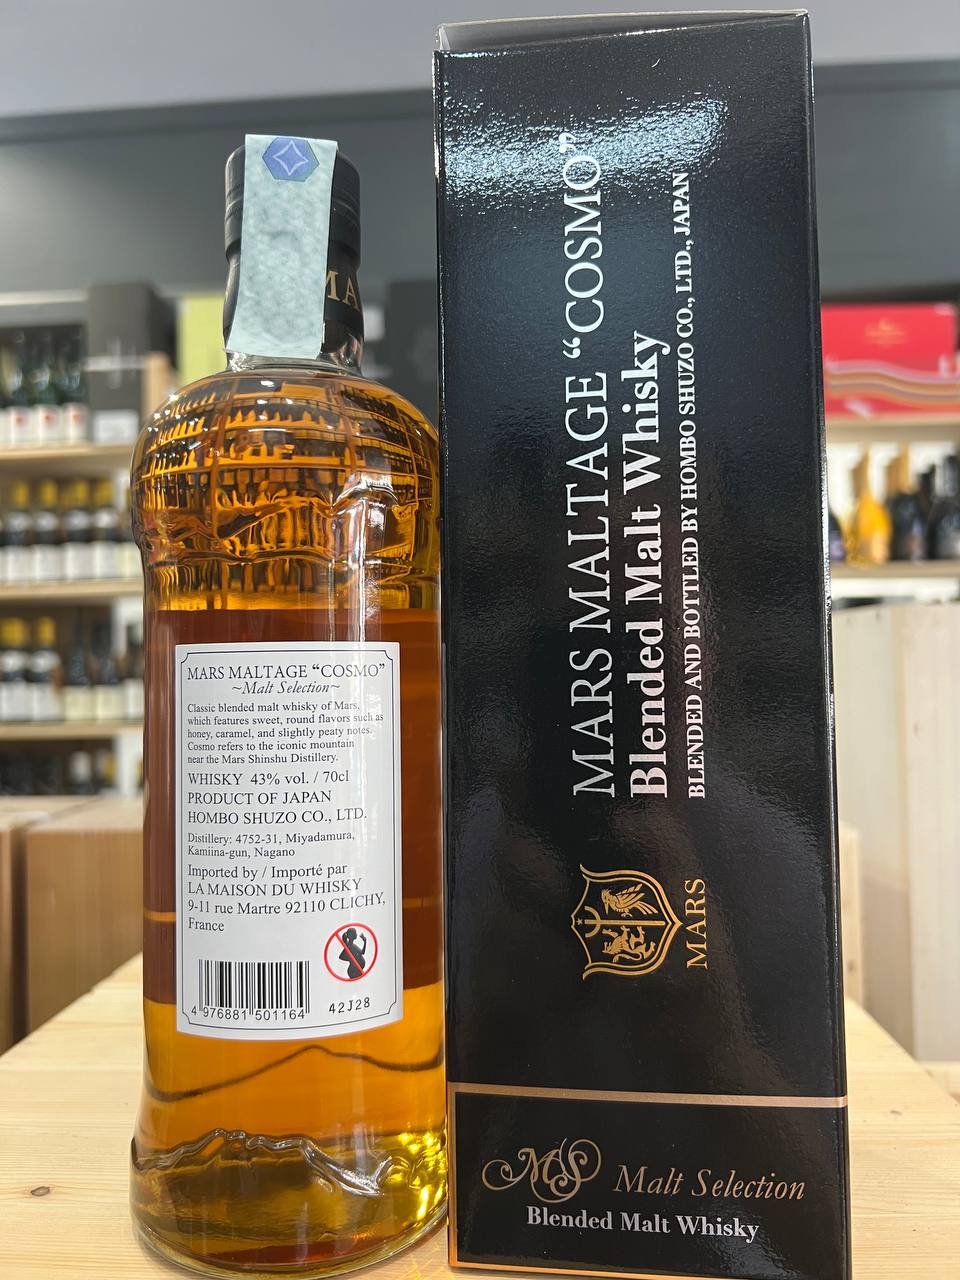 MA
MARS MALTAGE “COSMO”
~Malt Selection~
Classic blended malt whisky of Mars,
which features sweet, round flavors such as
honey, caramel, and slightly peaty notes.
Cosmo refers to the iconic mountain
near the Mars Shinshu Distillery.
WHISKY 43% vol. / 70cl
PRODUCT OF JAPAN
HOMBO SHUZO CO., LTD.
Distillery: 4752-31, Miyadamura,
Kamiina-gun, Nagano
Imported by / Importé par
LA MAISON DU WHISKY
9-11 rue Martre 92110 CLICHY,
France
4 976881 501164
42J28
MARS MALTAGE “COSMO”
Blended Malt Whisky
BLENDED AND BOTTLED BY HOMBO SHUZO CO., LTD., JAPAN
MARS
MS Malt Selection
Blended Malt Whisky